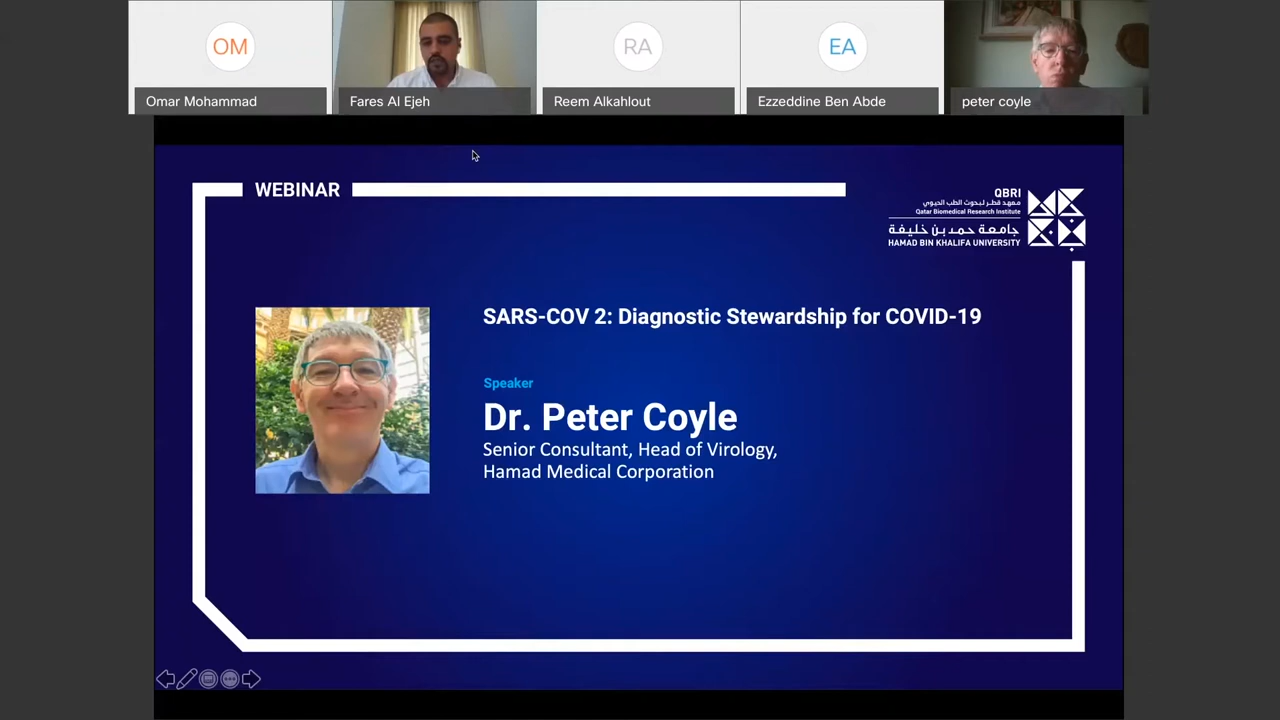 OM
RA
EA
Omar Mohammad
Fares Al Ejeh
Reem Alkahlout
Ezzeddine Ben Abde
peter coyle
WEBINAR
QBRI
معهد قطر لبحوث الطب الحيوي
Qatar Biomedical Research Institute
جامعة حمد بن خليفة
HAMAD BIN KHALIFA UNIVERSITY
SARS-COV 2: Diagnostic Stewardship for COVID-19
Speaker
Dr. Peter Coyle
Senior Consultant, Head of Virology,
Hamad Medical Corporation